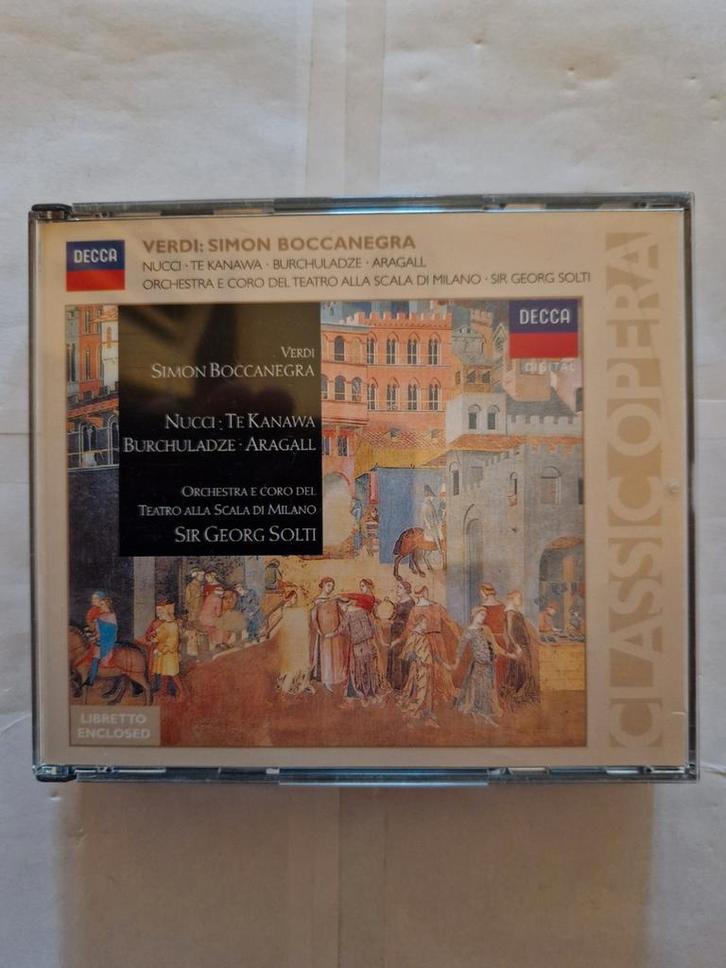 DECCA
VERDI: SIMON BOCCANEGRA
NUCCI · TE KANAWA · BURCHULADZE · ARAGALL
ORCHESTRA E CORO DEL TEATRO ALLA SCALA DI MILANO · SIR GEORG SOLTI
DECCA
DIGITAL
VERDI
SIMON BOCCANEGRA
NUCCI · TE KANAWA
BURCHULADZE · ARAGALL
ORCHESTRA E CORO DEL
TEATRO ALLA SCALA DI MILANO
SIR GEORG SOLTI
LIBRETTO
ENCLOSED
CLASSIC OPERA